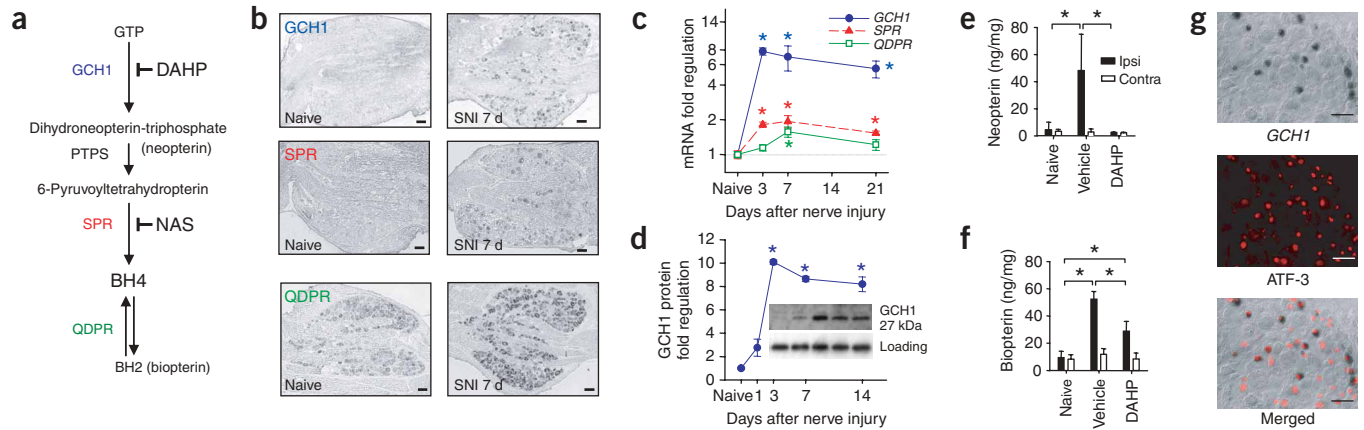 a
GTP
GCH1
DAHP
Dihydroneopterin-triphosphate
(neopterin)
PTPS
6-Pyruvoyltetrahydropterin
SPR
NAS
BH4
QDPR
BH2 (biopterin)
b
GCH1
Naive
SNI 7 d
SPR
Naive
SNI 7 d
QDPR
Naive
SNI 7 d
c
mRNA fold regulation
14
8
6
4
2
1
* *
*
* *
*
*
GCH1
SPR
QDPR
Naive 3 7 14 21
Days after nerve injury
d
GCH1 protein
fold regulation
12
10
8
6
4
2
0
* * *
GCH1
27 kDa
Loading
Naive 1 3 7 14
Days after nerve injury
e
Neopterin (ng/mg)
80
60
40
20
0
* *
Ipsi
Contra
Naive
Vehicle
DAHP
f
Biopterin (ng/mg)
80
60
40
20
0
*
* *
Naive
Vehicle
DAHP
g
GCH1
ATF-3
Merged